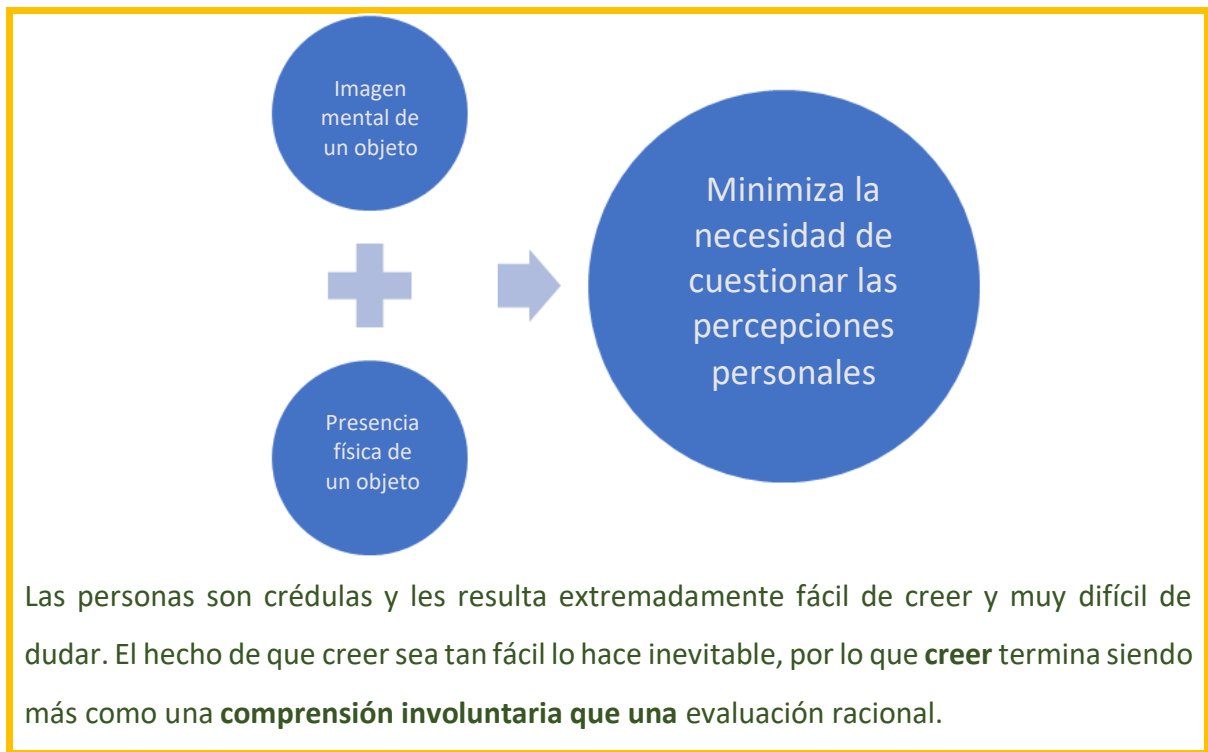 Imagen
mental de
un objeto
Presencia
física de
un objeto
Minimiza la
necesidad de
cuestionar las
percepciones
personales
Las personas son crédulas y les resulta extremadamente fácil de creer y muy difícil de
dudar. El hecho de que creer sea tan fácil lo hace inevitable, por lo que creer termina siendo
más como una comprensión involuntaria que una evaluación racional.